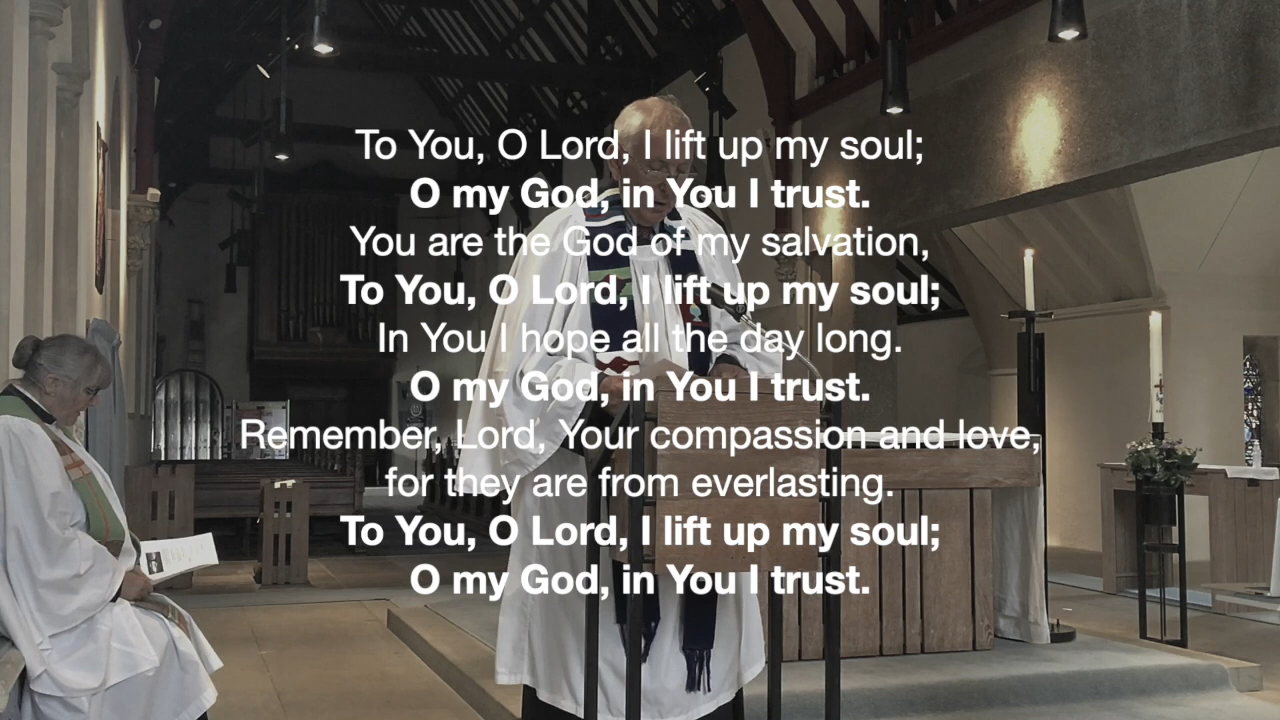 To You, O Lord, I lift up my soul;
O my God, in You I trust.
You are the God of my salvation,
To You, O Lord, I lift up my soul;
In You I hope all the day long.
O my God, in You I trust.
Remember, Lord, Your compassion and love,
for they are from everlasting.
To You, O Lord, I lift up my soul;
O my God, in You I trust.